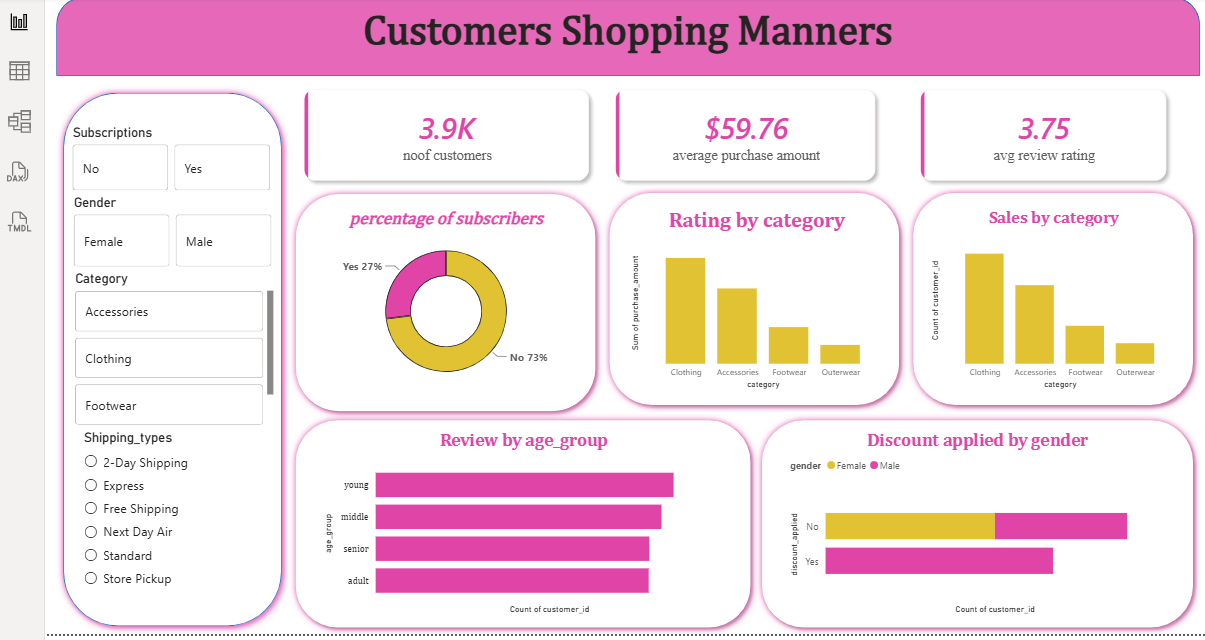 Customers Shopping Manners
DAX
TMDL
Subscriptions
No
Yes
Gender
Female
Male
Category
Accessories
Clothing
Footwear
Shipping_types
2-Day Shipping
Express
Free Shipping
Next Day Air
Standard
Store Pickup
3.9K
noof customers
$59.76
average purchase amount
3.75
avg review rating
percentage of subscribers
Yes 27%
No 73%
Rating by category
Sum of purchase_amount
Clothing
Accessories
Footwear
Outerwear
category
Sales by category
Count of customer_id
Clothing
Accessories
Footwear
Outerwear
category
Review by age_group
age_group
young
middle
senior
adult
Count of customer_id
Discount applied by gender
gender
Female
Male
discount_applied
No
Yes
Count of customer_id